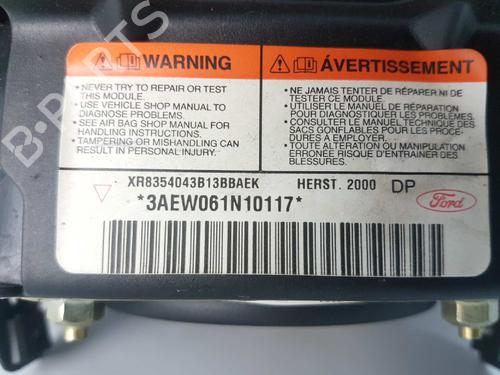 WARNING
• NEVER TRY TO REPAIR OR TEST
THIS MODULE.
• USE VEHICLE SHOP MANUAL TO
DIAGNOSE PROBLEMS.
• SEE AIR BAG SHOP MANUAL FOR
HANDLING INSTRUCTIONS.
• TAMPERING OR MISHANDLING CAN
RESULT IN PERSONAL INJURY.
ÁVERTISSEMENT
• NE JAMAIS TENTER DE RÉPARER NI DE
TESTER CE MODULE.
• UTILISER LE MANUEL DE RÉPARATION
POUR DIAGNOSTIQUER LES PROBLÈMES.
• CONSULTER LE MANUEL TECHNIQUE DES
SACS GONFLABLES POUR LES PROCÉDURES
À EMPLOYER.
• TOUTE ALTÉRATION OU MANIPULATION
ERRONÉE RISQUE D'ENTRAINER DES
BLESSURES.
XR8354043B13BBAEK HERST. 2000 DP
*3AEW061N10117*
Ford
B-PARTS